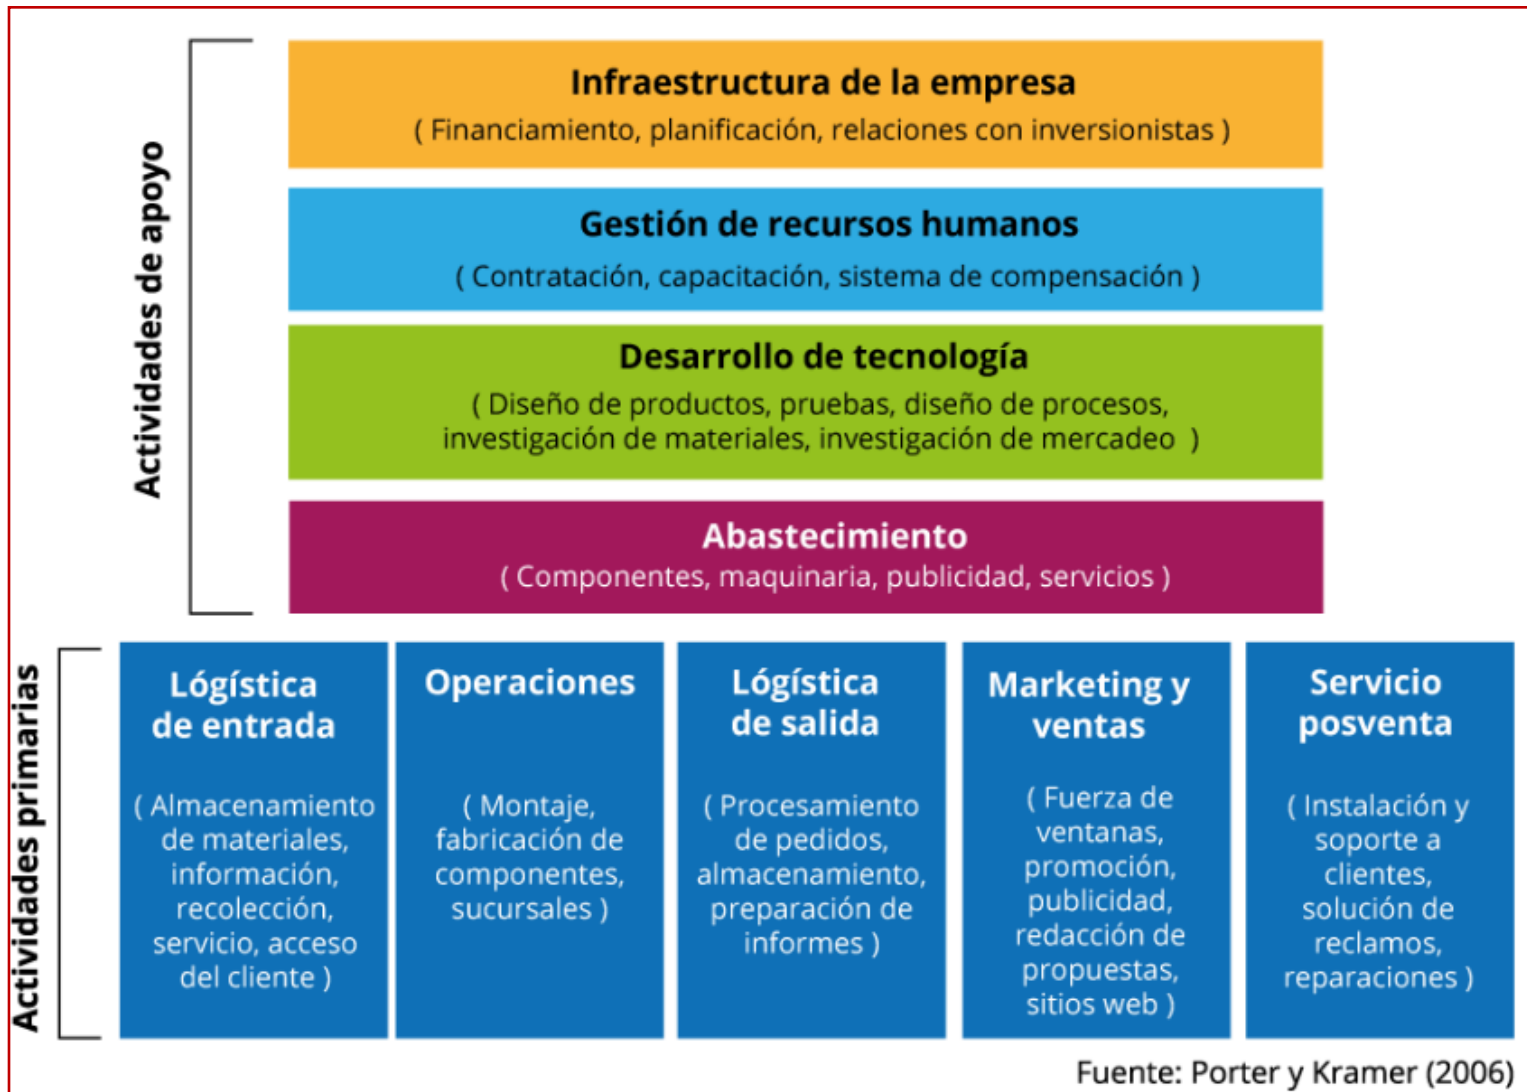 Actividades de apoyo
Infraestructura de la empresa
( Financiamiento, planificación, relaciones con inversionistas )
Gestión de recursos humanos
( Contratación, capacitación, sistema de compensación )
Desarrollo de tecnología
( Diseño de productos, pruebas, diseño de procesos,
investigación de materiales, investigación de mercadeo )
Abastecimiento
( Componentes, maquinaria, publicidad, servicios )
Actividades primarias
Lógística
de entrada
( Almacenamiento
de materiales,
información,
recolección,
servicio, acceso
del cliente )
Operaciones
( Montaje,
fabricación de
componentes,
sucursales )
Lógística
de salida
( Procesamiento
de pedidos,
almacenamiento,
preparación de
informes )
Marketing y
ventas
( Fuerza de
ventanas,
promoción,
publicidad,
redacción de
propuestas,
sitios web )
Servicio
posventa
( Instalación y
soporte a
clientes,
solución de
reclamos,
reparaciones )
Fuente: Porter y Kramer (2006)